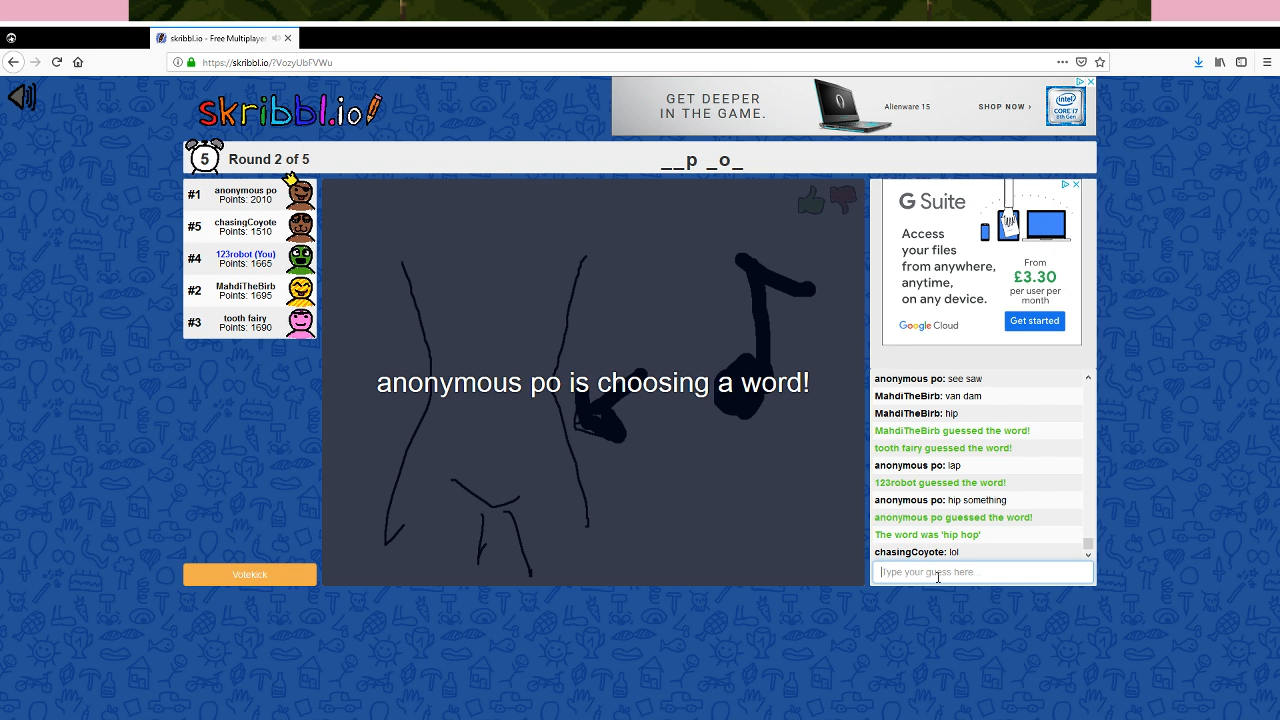 skribbl.io - Free Multiplaye
https://skribbl.io/?VozyUbFVWu
skribbl.io
GET DEEPER
IN THE GAME.
Alienware 15
SHOP NOW ›
intel
CORE i7
8th Gen
5
Round 2 of 5
__p _o_
#1
anonymous po
Points: 2010
#5
chasingCoyote
Points: 1510
#4
123robot (You)
Points: 1665
#2
MahdiTheBirb
Points: 1695
#3
tooth fairy
Points: 1690
Votekick
anonymous po is choosing a word!
G Suite
Access
your files
from anywhere,
anytime,
on any device.
From
£3.30
per user per
month
Google Cloud
Get started
anonymous po: see saw
MahdiTheBirb: van dam
MahdiTheBirb: hip
MahdiTheBirb guessed the word!
tooth fairy guessed the word!
anonymous po: lap
123robot guessed the word!
anonymous po: hip something
anonymous po guessed the word!
The word was 'hip hop'
chasingCoyote: lol
Type your guess here...